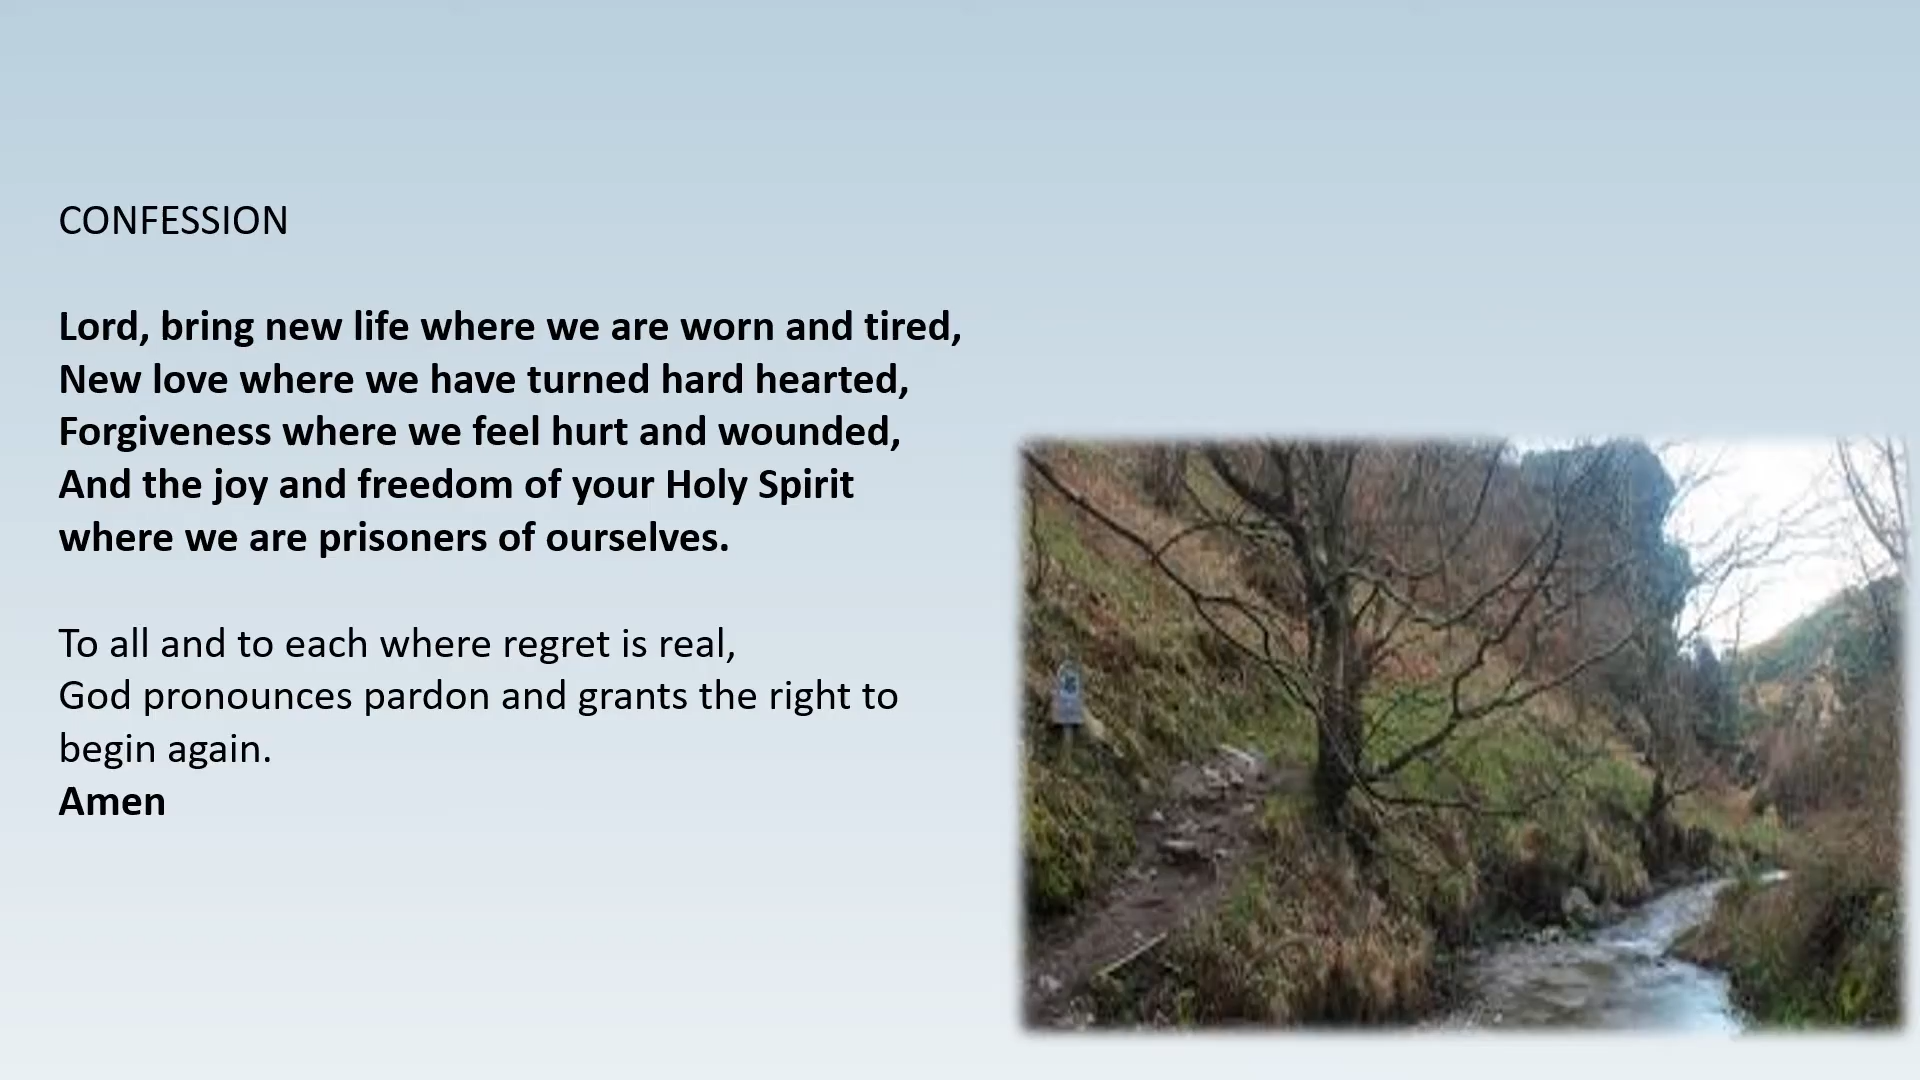 CONFESSION
Lord, bring new life where we are worn and tired,
New love where we have turned hard hearted,
Forgiveness where we feel hurt and wounded,
And the joy and freedom of your Holy Spirit
where we are prisoners of ourselves.
To all and to each where regret is real,
God pronounces pardon and grants the right to
begin again.
Amen